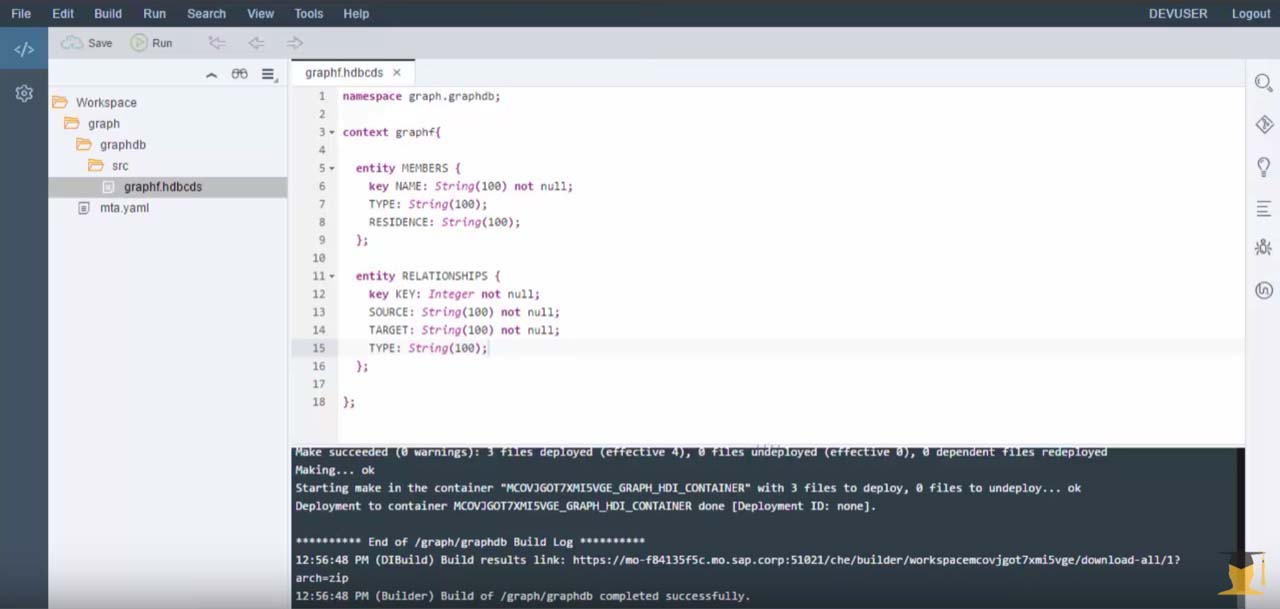 File Edit Build Run Search View Tools Help DEVUSER Logout
Save Run
graphf.hdbcds ×
Workspace
graph
graphdb
src
graphf.hdbcds
mta.yaml
1 namespace graph.graphdb;
2
3 context graphf{
4
5 entity MEMBERS {
6 key NAME: String(100) not null;
7 TYPE: String(100);
8 RESIDENCE: String(100);
9 };
10
11 entity RELATIONSHIPS {
12 key KEY: Integer not null;
13 SOURCE: String(100) not null;
14 TARGET: String(100) not null;
15 TYPE: String(100);
16 };
17
18 };
Make succeeded (0 warnings): 3 files deployed (effective 4), 0 files undeployed (effective 0), 0 dependent files redeployed
Making... ok
Starting make in the container "MCOVJGOT7XMI5VGE_GRAPH_HDI_CONTAINER" with 3 files to deploy, 0 files to undeploy... ok
Deployment to container MCOVJGOT7XMI5VGE_GRAPH_HDI_CONTAINER done [Deployment ID: none].
********** End of /graph/graphdb Build Log **********
12:56:48 PM (DIBuild) Build results link: https://mo-f84135f5c.mo.sap.corp:51021/che/builder/workspacemcovjgot7xmi5vge/download-all/1?
arch=zip
12:56:48 PM (Builder) Build of /graph/graphdb completed successfully.